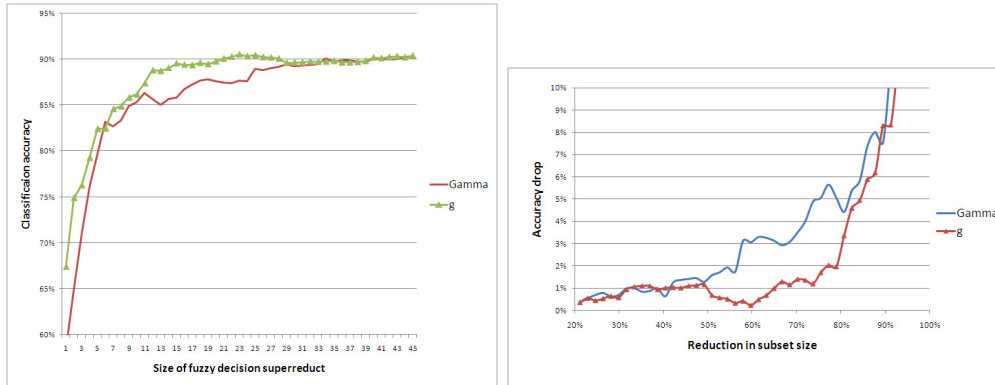 95%
90%
85%
80%
75%
70%
65%
60%
Classificaion accuracy
1 3 5 7 9 11 13 15 17 19 21 23 25 27 29 31 33 35 37 39 41 43 45
Size of fuzzy decision superreduct
Gamma
g
10%
9%
8%
7%
6%
5%
4%
3%
2%
1%
0%
Accuracy drop
20% 30% 40% 50% 60% 70% 80% 90% 100%
Reduction in subset size
Gamma
g